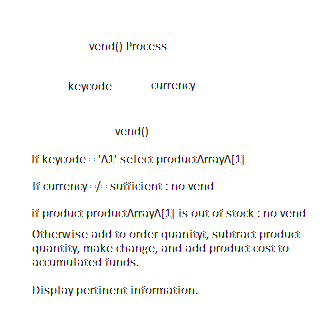 vend() Process
keycode currency
vend()
If keycode == 'A1' select productArrayA[1]
If currency =/= sufficient : no vend
if product productArrayA[1] is out of stock : no vend
Otherwise add to order quanityt, subtract product
quantity, make change, and add product cost to
accumulated funds.
Display pertinent information.